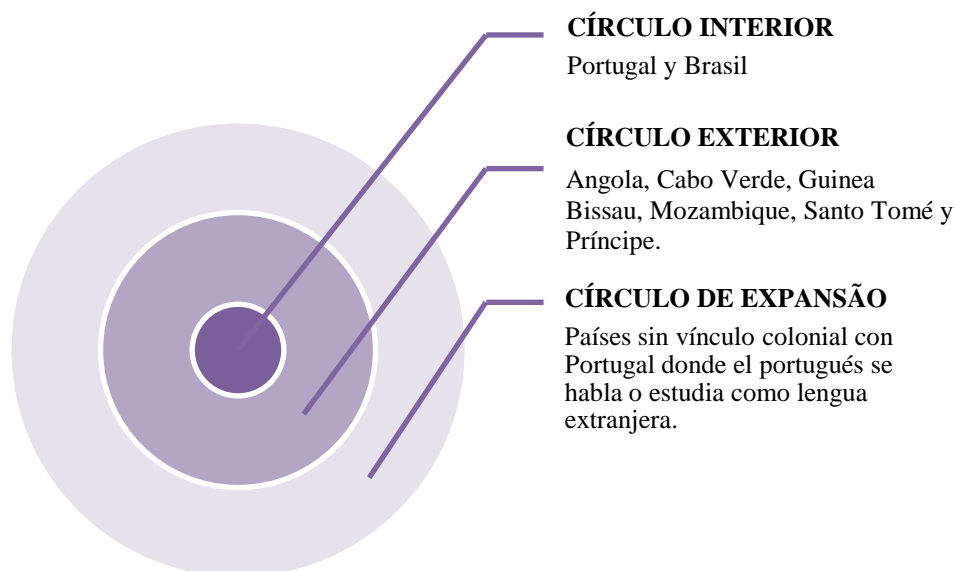 CÍRCULO INTERIOR
Portugal y Brasil
CÍRCULO EXTERIOR
Angola, Cabo Verde, Guinea
Bissau, Mozambique, Santo Tomé y
Príncipe.
CÍRCULO DE EXPANSÃO
Países sin vínculo colonial con
Portugal donde el portugués se
habla o estudia como lengua
extranjera.